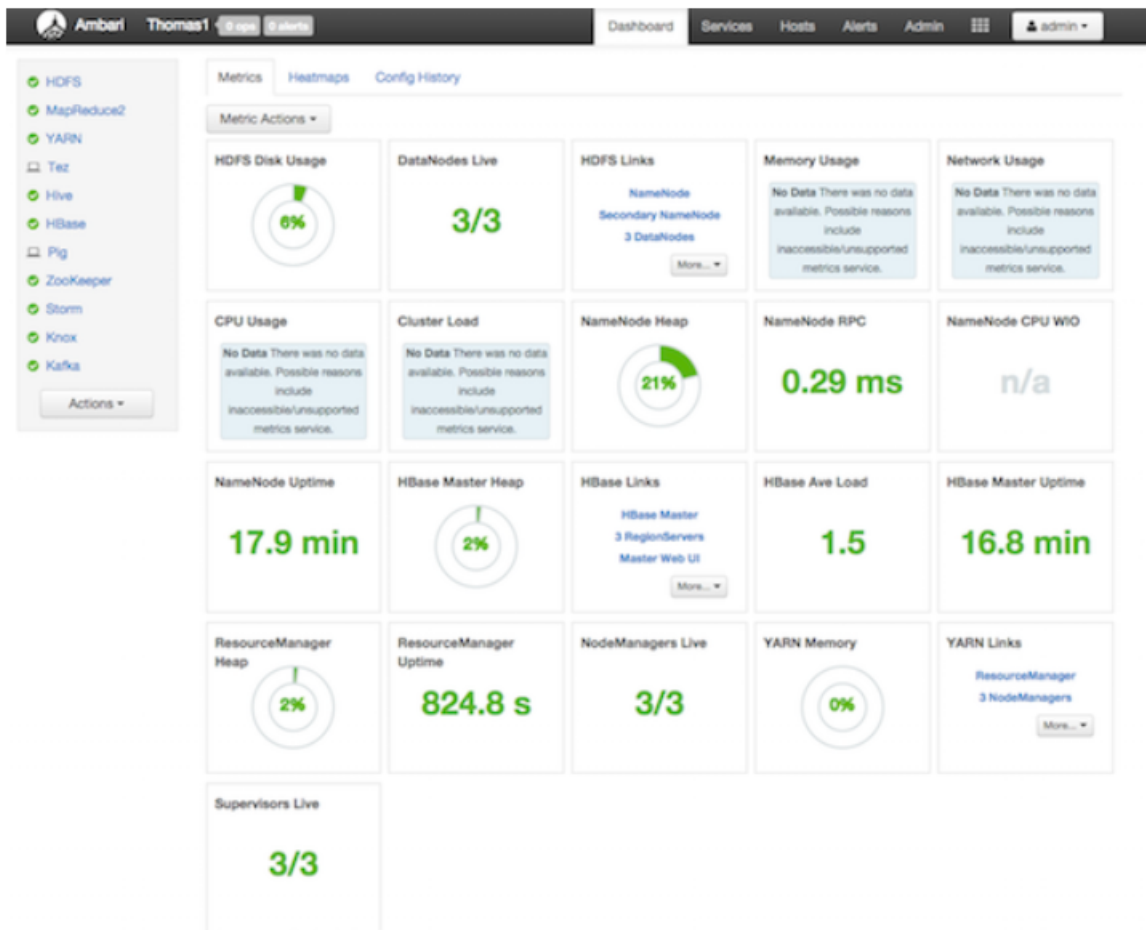 Ambari Thomas1 0 ops 0 alerts Dashboard Services Hosts Alerts Admin admin
HDFS
MapReduce2
YARN
Tez
Hive
HBase
Pig
ZooKeeper
Storm
Knox
Kafka
Actions
Metrics Heatmaps Config History
Metric Actions
HDFS Disk Usage
6%
DataNodes Live
3/3
HDFS Links
NameNode
Secondary NameNode
3 DataNodes
More...
Memory Usage
No Data There was no data
available. Possible reasons
include
inaccessible/unsupported
metrics service.
Network Usage
No Data There was no data
available. Possible reasons
include
inaccessible/unsupported
metrics service.
CPU Usage
No Data There was no data
available. Possible reasons
include
inaccessible/unsupported
metrics service.
Cluster Load
No Data There was no data
available. Possible reasons
include
inaccessible/unsupported
metrics service.
NameNode Heap
21%
NameNode RPC
0.29 ms
NameNode CPU WIO
n/a
NameNode Uptime
17.9 min
HBase Master Heap
2%
HBase Links
HBase Master
3 RegionServers
Master Web UI
More...
HBase Ave Load
1.5
HBase Master Uptime
16.8 min
ResourceManager
Heap
2%
ResourceManager
Uptime
824.8 s
NodeManagers Live
3/3
YARN Memory
0%
YARN Links
ResourceManager
3 NodeManagers
More...
Supervisors Live
3/3